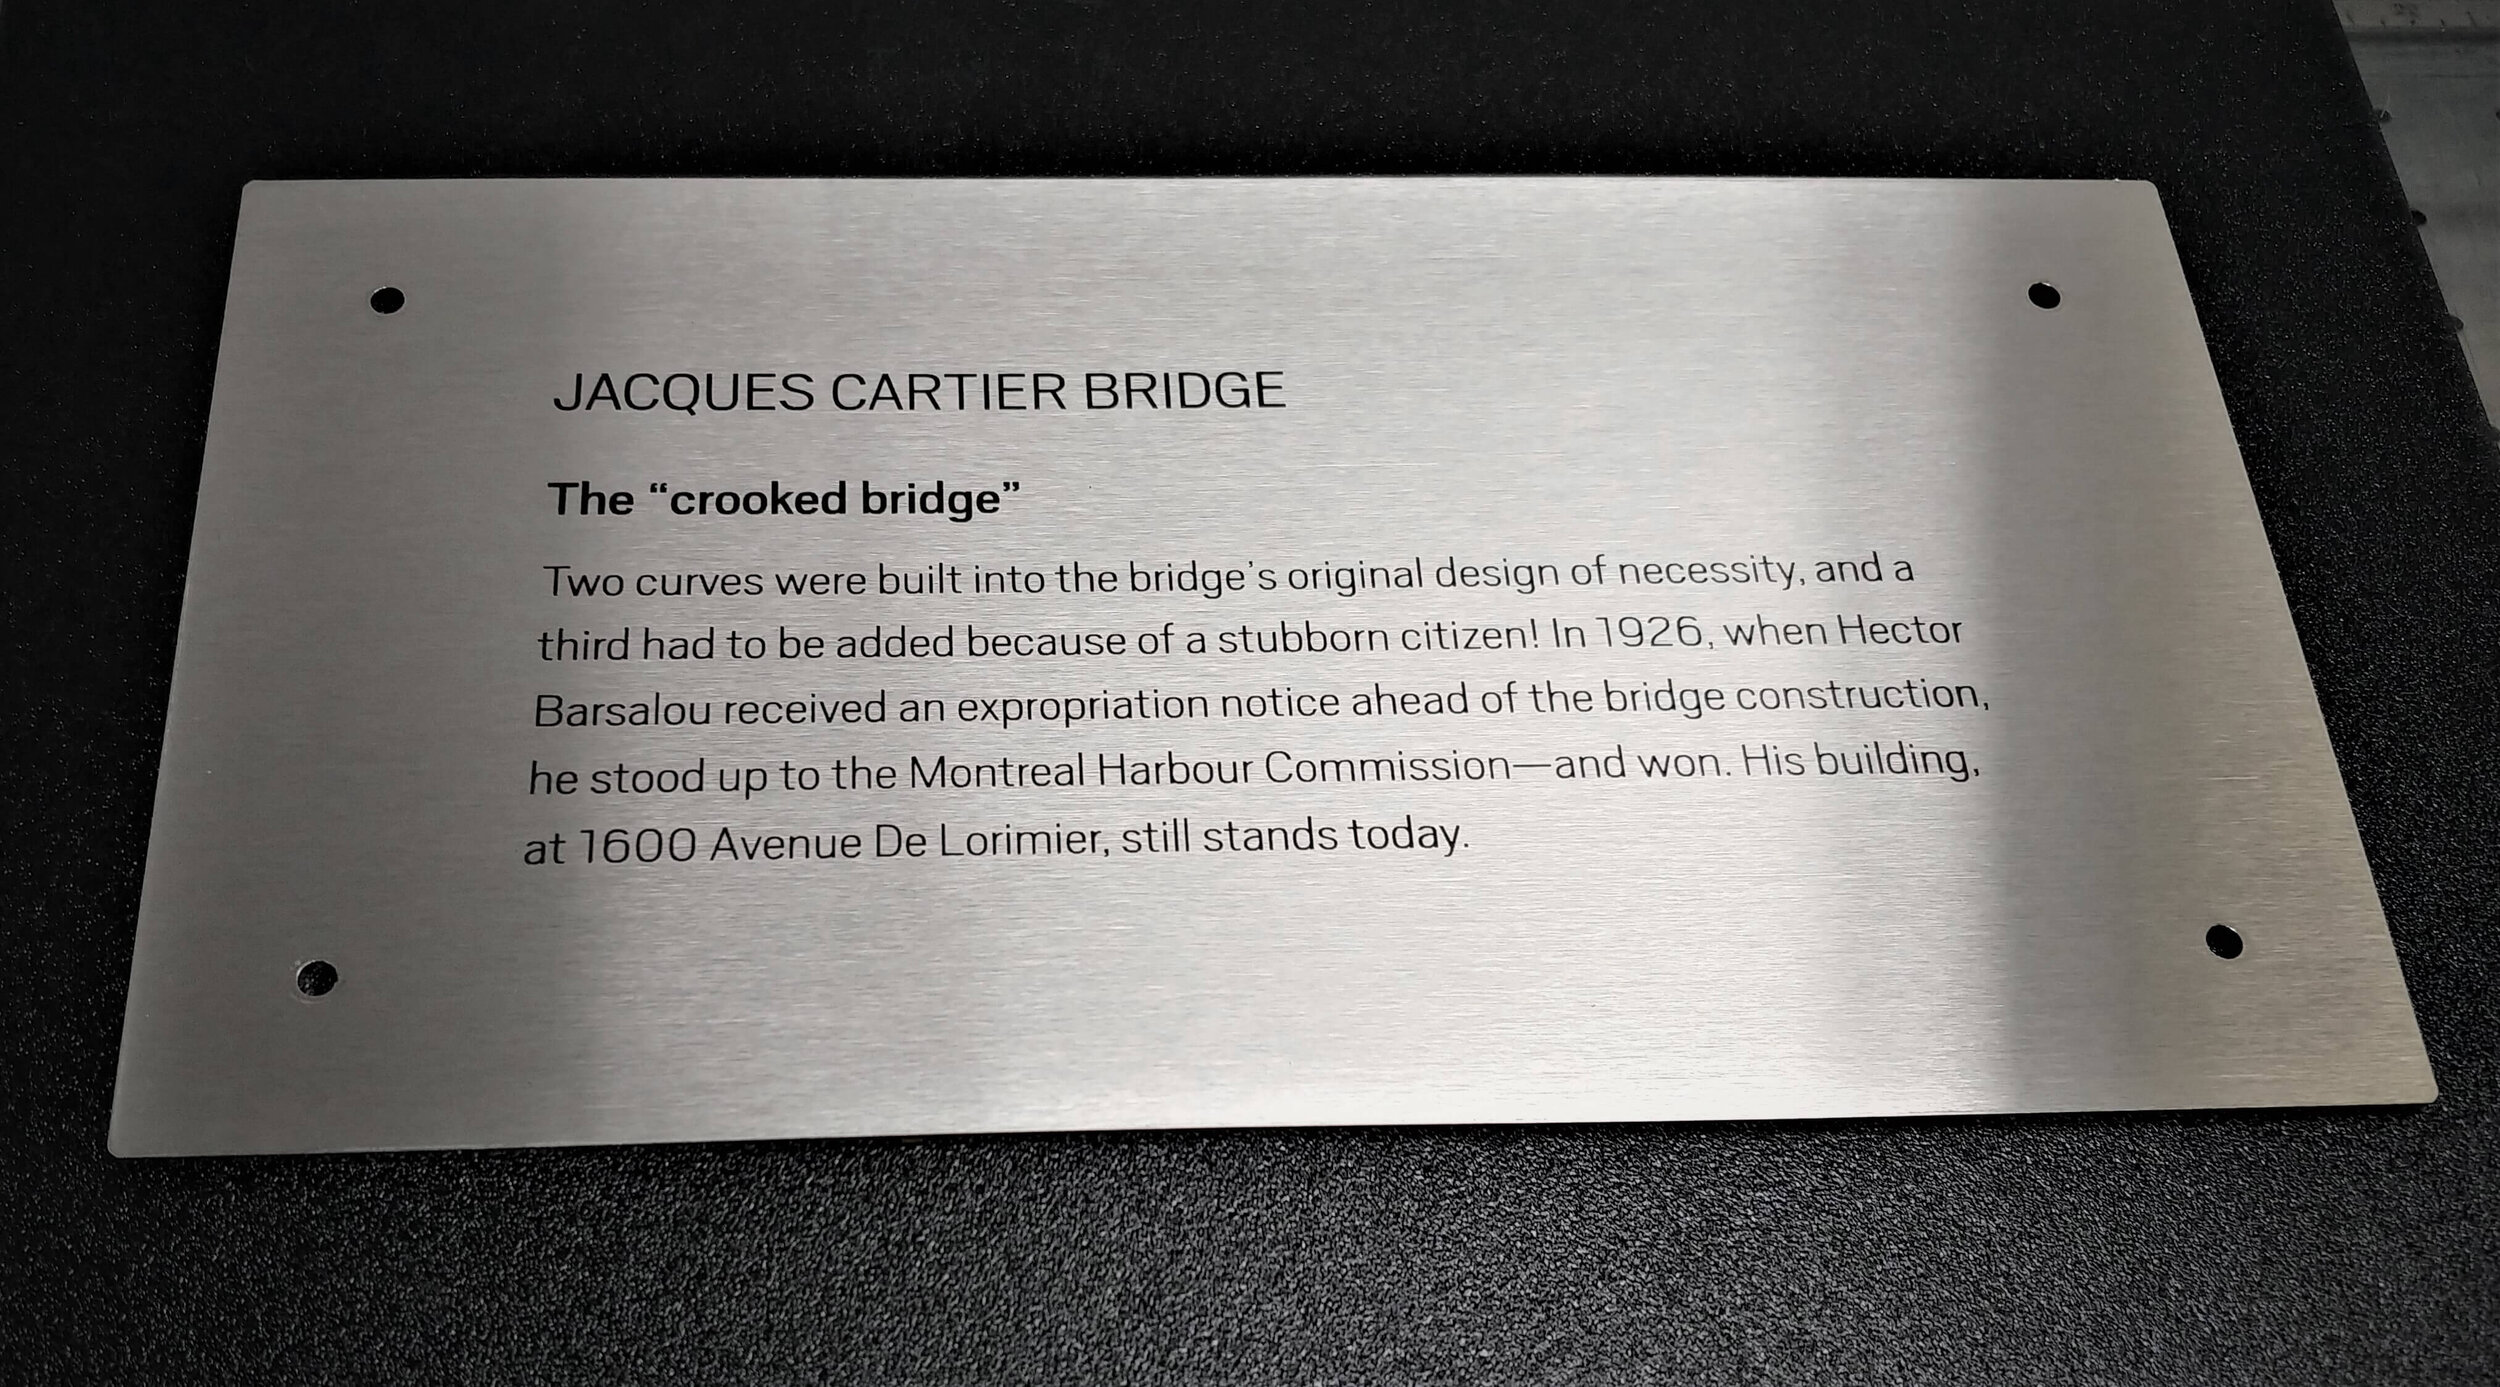 JACQUES CARTIER BRIDGE
The “crooked bridge”
Two curves were built into the bridge’s original design of necessity, and a
third had to be added because of a stubborn citizen! In 1926, when Hector
Barsalou received an expropriation notice ahead of the bridge construction,
he stood up to the Montreal Harbour Commission—and won. His building,
at 1600 Avenue De Lorimier, still stands today.